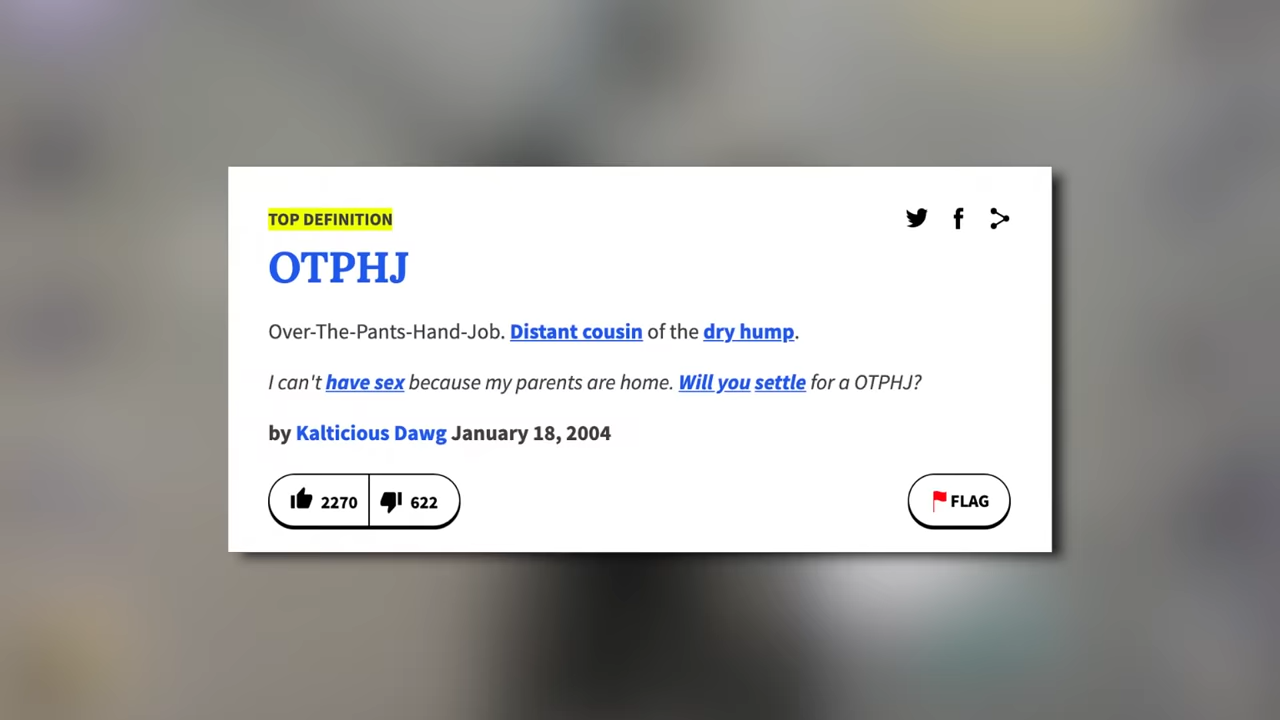 TOP DEFINITION
OTPHJ
Over-The-Pants-Hand-Job. Distant cousin of the dry hump.
I can't have sex because my parents are home. Will you settle for a OTPHJ?
by Kalticious Dawg January 18, 2004
2270 622 FLAG